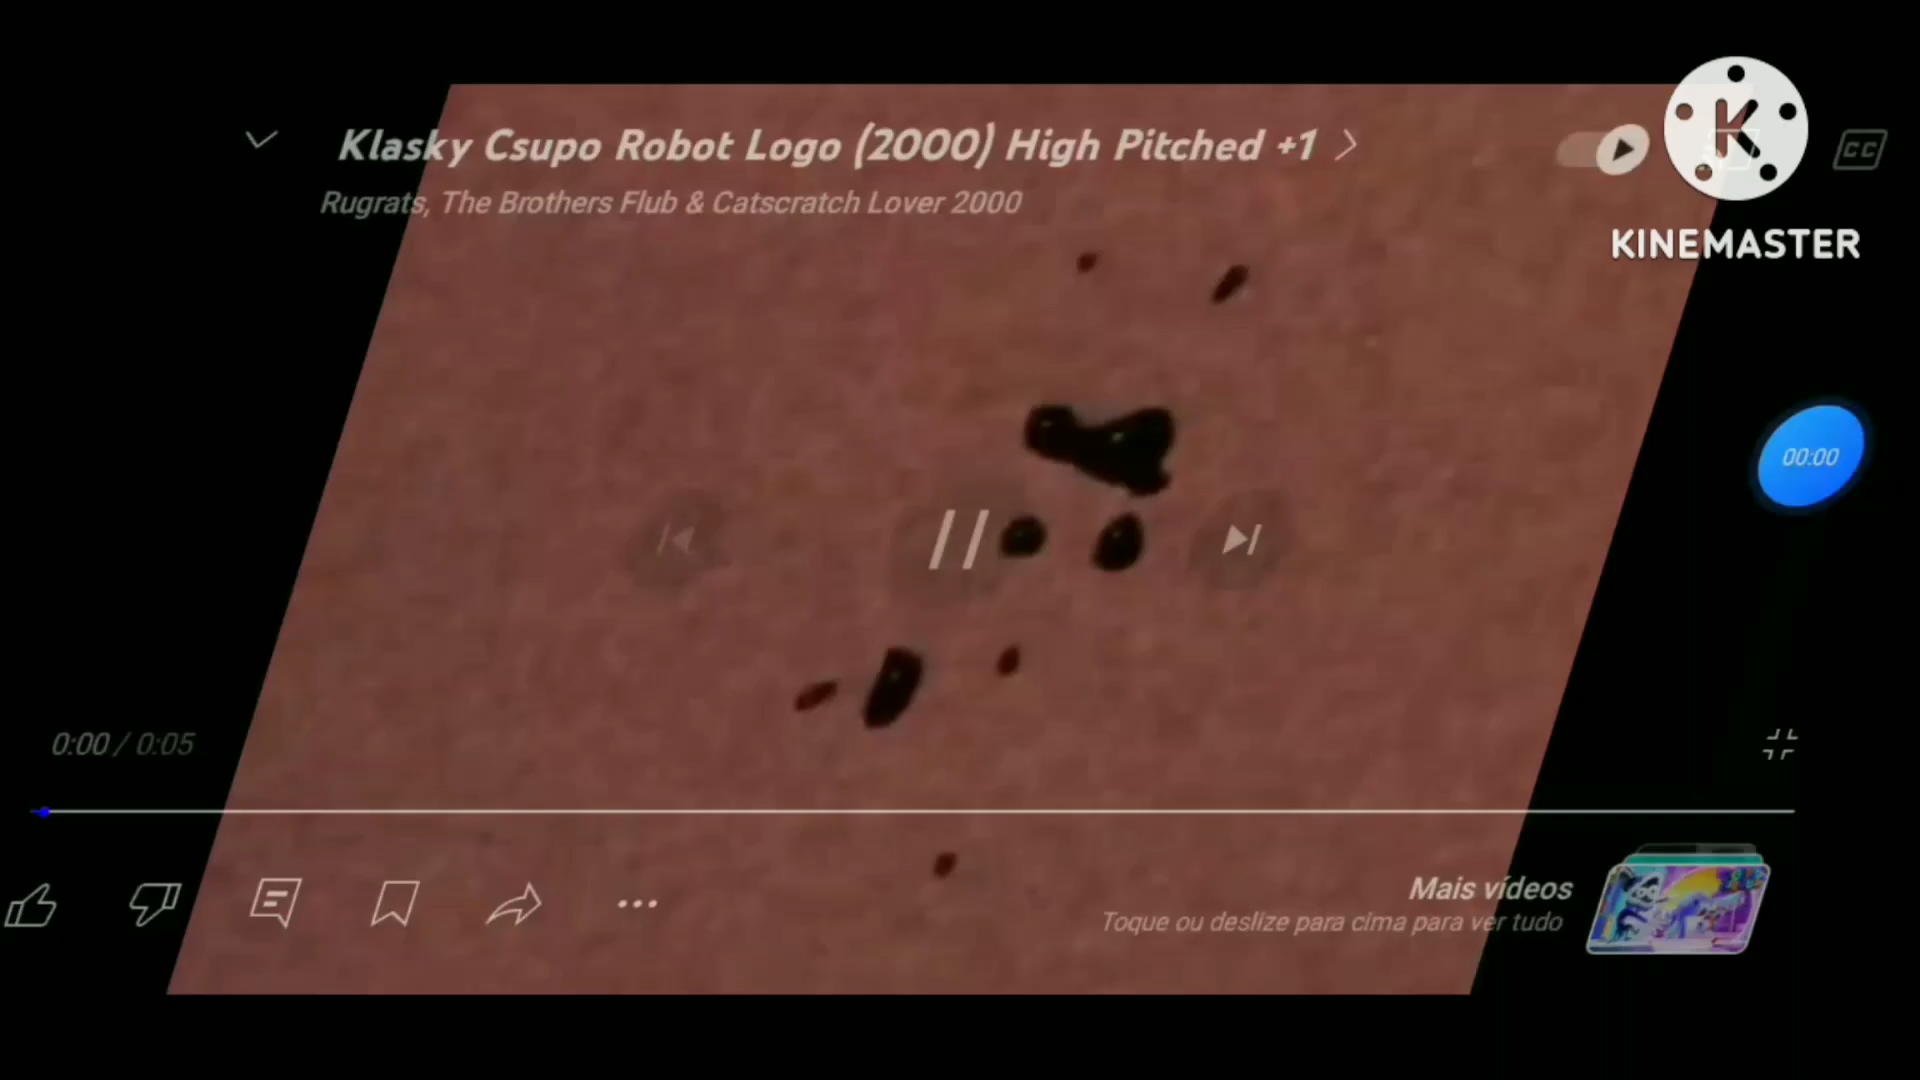 Klasky Csupo Robot Logo (2000) High Pitched +1
Rugrats, The Brothers Flub & Catscratch Lover 2000
K
CC
KINEMASTER
00:00
0:00 / 0:05
Mais vídeos
Toque ou deslize para cima para ver tudo